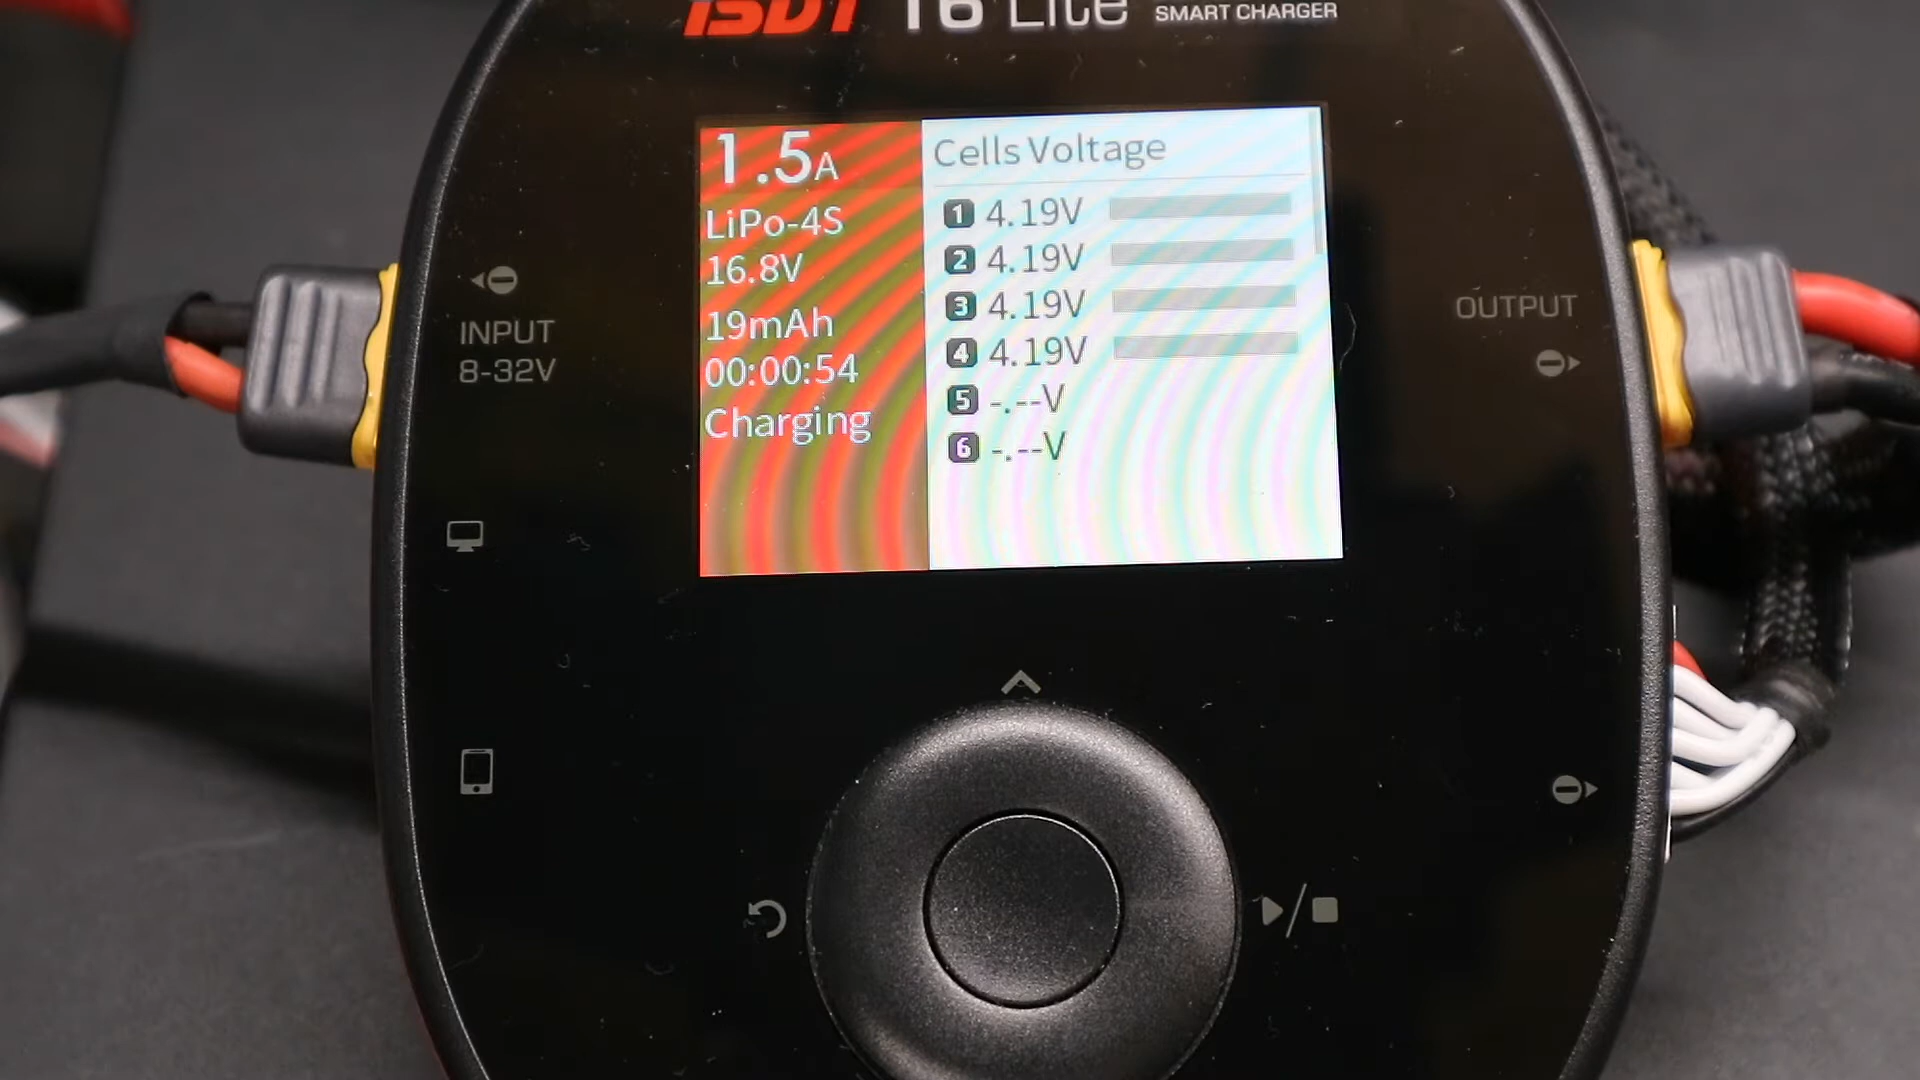 ISDT T6 Lite SMART CHARGER
1.5A
LiPo-4S
16.8V
19mAh
00:00:54
Charging
Cells Voltage
1 4.19V
2 4.19V
3 4.19V
4 4.19V
5 -.--V
6 -.--V
INPUT
8-32V
OUTPUT